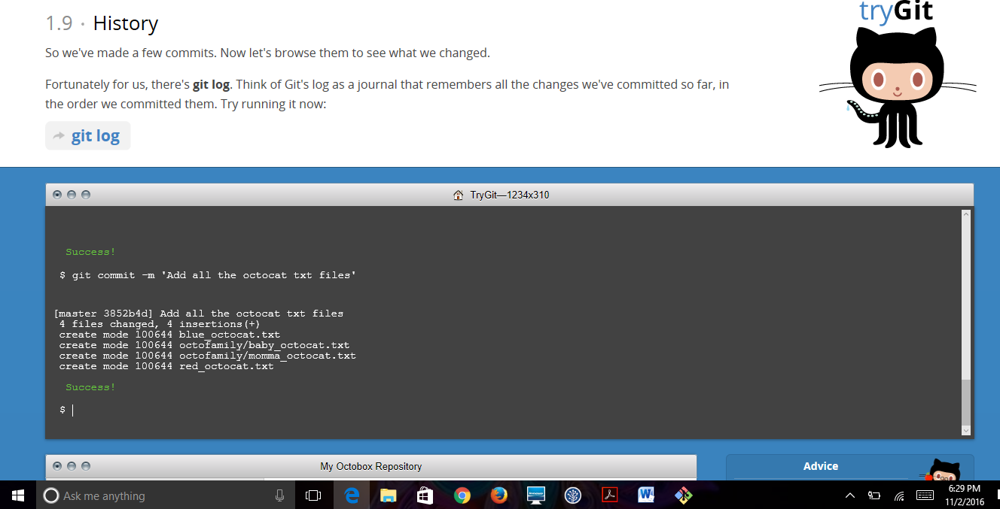 1.9 · History
tryGit
So we've made a few commits. Now let's browse them to see what we changed.
Fortunately for us, there's git log. Think of Git's log as a journal that remembers all the changes we've committed so far, in
the order we committed them. Try running it now:
git log
TryGit—1234x310
Success!
$ git commit -m 'Add all the octocat txt files'
[master 3852b4d] Add all the octocat txt files
4 files changed, 4 insertions(+)
create mode 100644 blue_octocat.txt
create mode 100644 octofamily/baby_octocat.txt
create mode 100644 octofamily/momma_octocat.txt
create mode 100644 red_octocat.txt
Success!
$
My Octobox Repository
Advice
Ask me anything
6:29 PM
11/2/2016